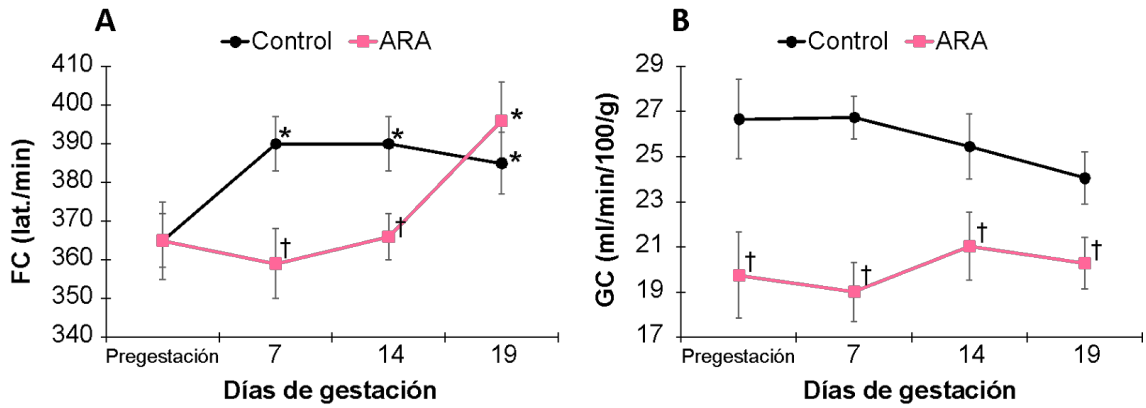 A
Control ARA
410
400
390
380
370
360
350
340
FC (lat./min)
*
*
*
*
†
†
Pregestación 7 14 19
Días de gestación
B
Control ARA
29
27
25
23
21
19
17
GC (ml/min/100/g)
†
†
†
†
Pregestación 7 14 19
Días de gestación